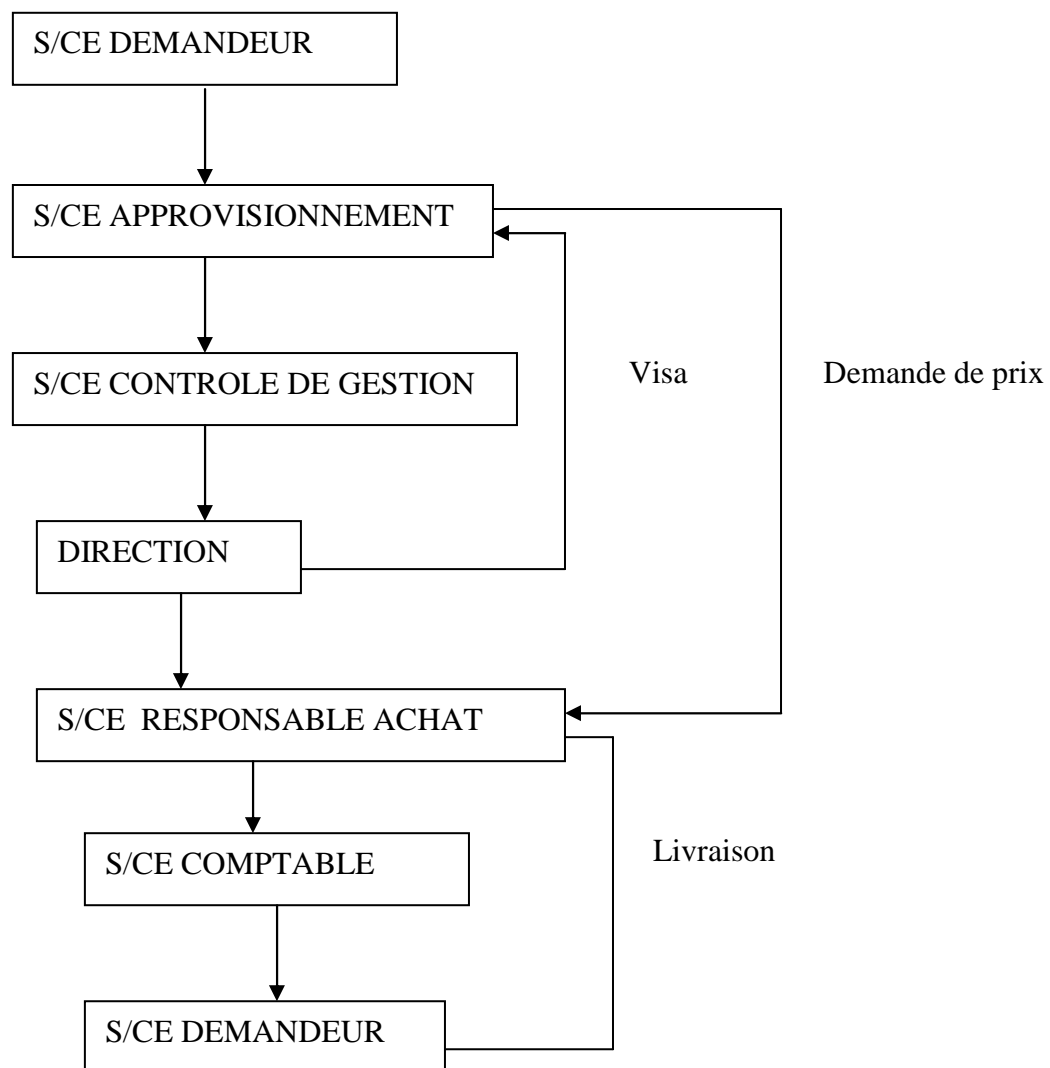 S/CE DEMANDEUR
S/CE APPROVISIONNEMENT
S/CE CONTROLE DE GESTION
Visa
Demande de prix
DIRECTION
S/CE  RESPONSABLE ACHAT
S/CE COMPTABLE
Livraison
S/CE DEMANDEUR